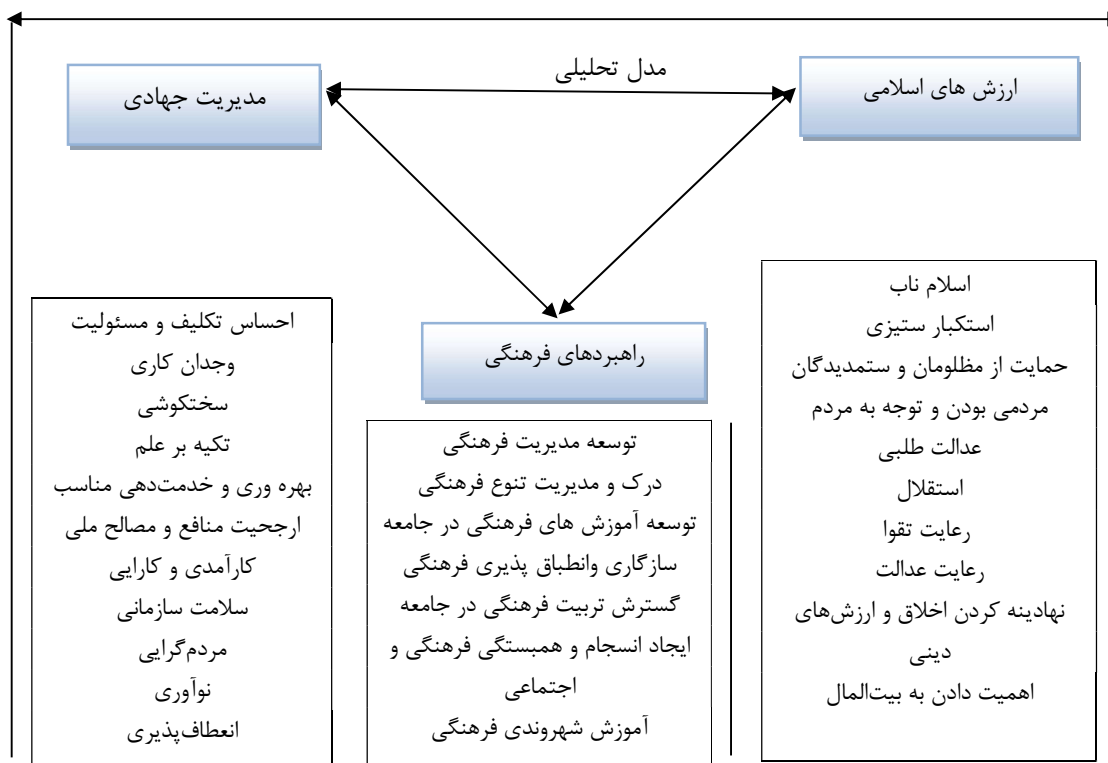 مدل تحلیلی
ارزش های اسلامی
مدیریت جهادی
راهبردهای فرهنگی
اسلام ناب
استکبار ستیزی
حمایت از مظلومان و ستمدیدگان
مردمی بودن و توجه به مردم
عدالت طلبی
استقلال
رعایت تقوا
رعایت عدالت
نهادینه کردن اخلاق و ارزش‌های
دینی
اهمیت دادن به بیت‌المال
توسعه مدیریت فرهنگی
درک و مدیریت تنوع فرهنگی
توسعه آموزش های فرهنگی در جامعه
سازگاری وانطباق پذیری فرهنگی
گسترش تربیت فرهنگی در جامعه
ایجاد انسجام و همبستگی فرهنگی و
اجتماعی
آموزش شهروندی فرهنگی
احساس تکلیف و مسئولیت
وجدان کاری
سختکوشی
تکیه بر علم
بهره وری و خدمت‌دهی مناسب
ارجحیت منافع و مصالح ملی
کارآمدی و کارایی
سلامت سازمانی
مردم‌گرایی
نوآوری
انعطاف‌پذیری